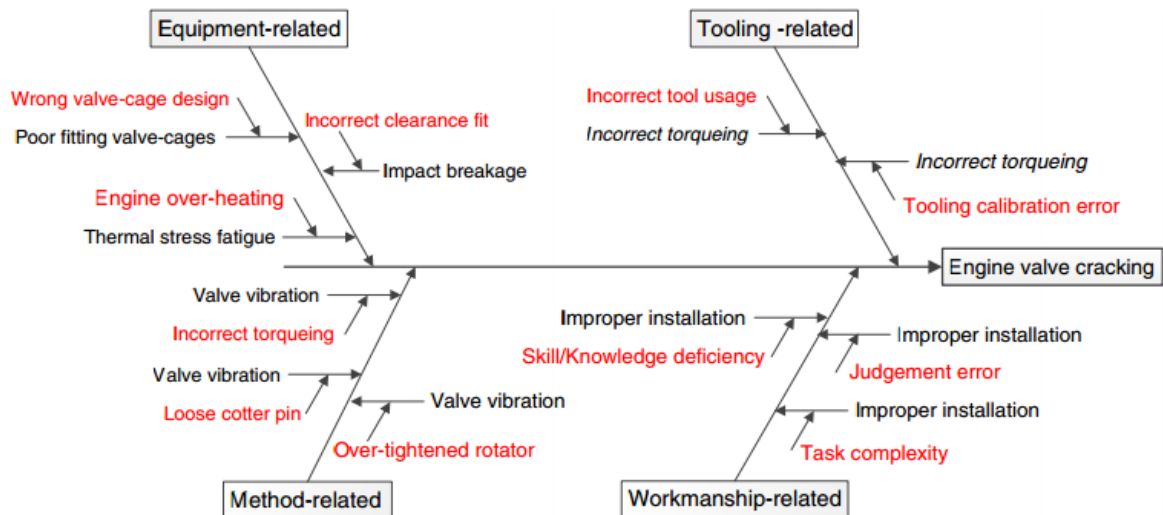 Equipment-related
Tooling -related
Wrong valve-cage design
Incorrect clearance fit
Poor fitting valve-cages
Impact breakage
Engine over-heating
Thermal stress fatigue
Incorrect tool usage
Incorrect torqueing
Incorrect torqueing
Tooling calibration error
Engine valve cracking
Valve vibration
Incorrect torqueing
Valve vibration
Loose cotter pin
Valve vibration
Over-tightened rotator
Improper installation
Skill/Knowledge deficiency
Improper installation
Judgement error
Improper installation
Task complexity
Method-related
Workmanship-related